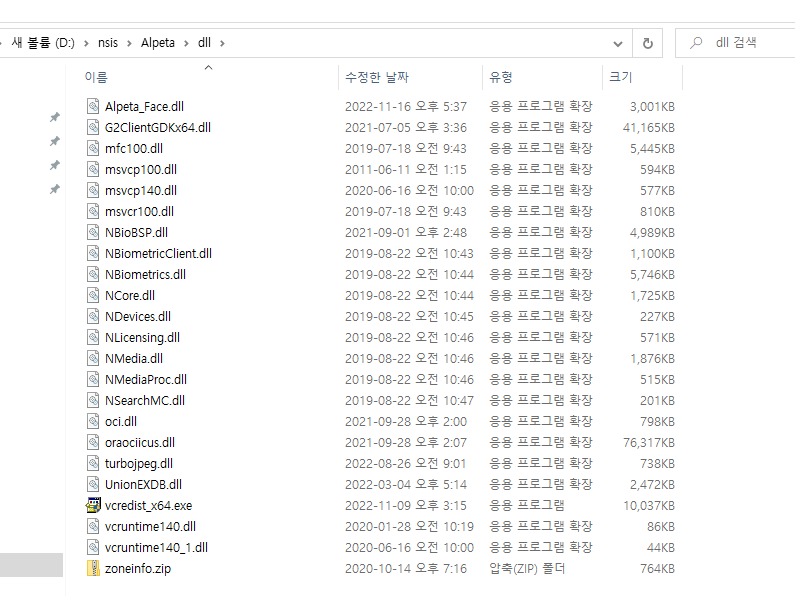 새 볼륨 (D:) > nsis > Alpeta > dll >
dll 검색
이름 수정한 날짜 유형 크기
Alpeta_Face.dll 2022-11-16 오후 5:37 응용 프로그램 확장 3,001KB
G2ClientGDKx64.dll 2021-07-05 오후 3:36 응용 프로그램 확장 41,165KB
mfc100.dll 2019-07-18 오전 9:43 응용 프로그램 확장 5,445KB
msvcp100.dll 2011-06-11 오전 1:15 응용 프로그램 확장 594KB
msvcp140.dll 2020-06-16 오전 10:00 응용 프로그램 확장 577KB
msvcr100.dll 2019-07-18 오전 9:43 응용 프로그램 확장 810KB
NBioBSP.dll 2021-09-01 오후 2:48 응용 프로그램 확장 4,989KB
NBiometricClient.dll 2019-08-22 오전 10:43 응용 프로그램 확장 1,100KB
NBiometrics.dll 2019-08-22 오전 10:44 응용 프로그램 확장 5,746KB
NCore.dll 2019-08-22 오전 10:44 응용 프로그램 확장 1,725KB
NDevices.dll 2019-08-22 오전 10:45 응용 프로그램 확장 227KB
NLicensing.dll 2019-08-22 오전 10:46 응용 프로그램 확장 571KB
NMedia.dll 2019-08-22 오전 10:46 응용 프로그램 확장 1,876KB
NMediaProc.dll 2019-08-22 오전 10:46 응용 프로그램 확장 515KB
NSearchMC.dll 2019-08-22 오전 10:47 응용 프로그램 확장 201KB
oci.dll 2021-09-28 오후 2:00 응용 프로그램 확장 798KB
oraociicus.dll 2021-09-28 오후 2:07 응용 프로그램 확장 76,317KB
turbojpeg.dll 2022-08-26 오전 9:01 응용 프로그램 확장 738KB
UnionEXDB.dll 2022-03-04 오후 5:14 응용 프로그램 확장 2,472KB
vcredist_x64.exe 2022-11-09 오후 3:15 응용 프로그램 10,037KB
vcruntime140.dll 2020-01-28 오전 10:19 응용 프로그램 확장 86KB
vcruntime140_1.dll 2020-06-16 오전 10:00 응용 프로그램 확장 44KB
zoneinfo.zip 2020-10-14 오후 7:16 압축(ZIP) 폴더 764KB